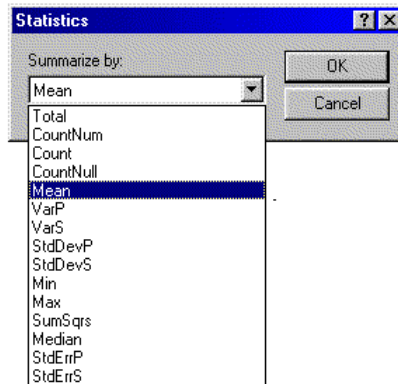 Statistics
Summarize by:
OK
Mean
Cancel
Total
CountNum
Count
CountNull
Mean
VarP
VarS
StdDevP
StdDevS
Min
Max
SumSqrs
Median
StdErrP
StdErrS